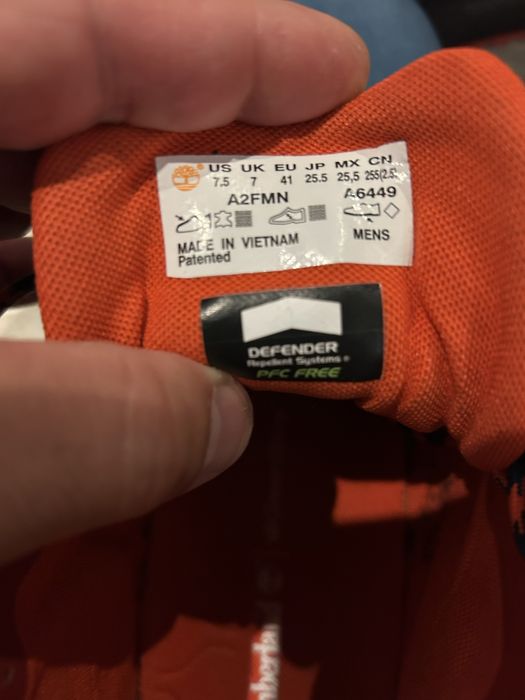 US UK EU JP MX CN
7.5 7 41 25.5 25,5 255(2.5)
A2FMN A6449
MADE IN VIETNAM MENS
Patented
DEFENDER
Repellent Systems
PFC FREE